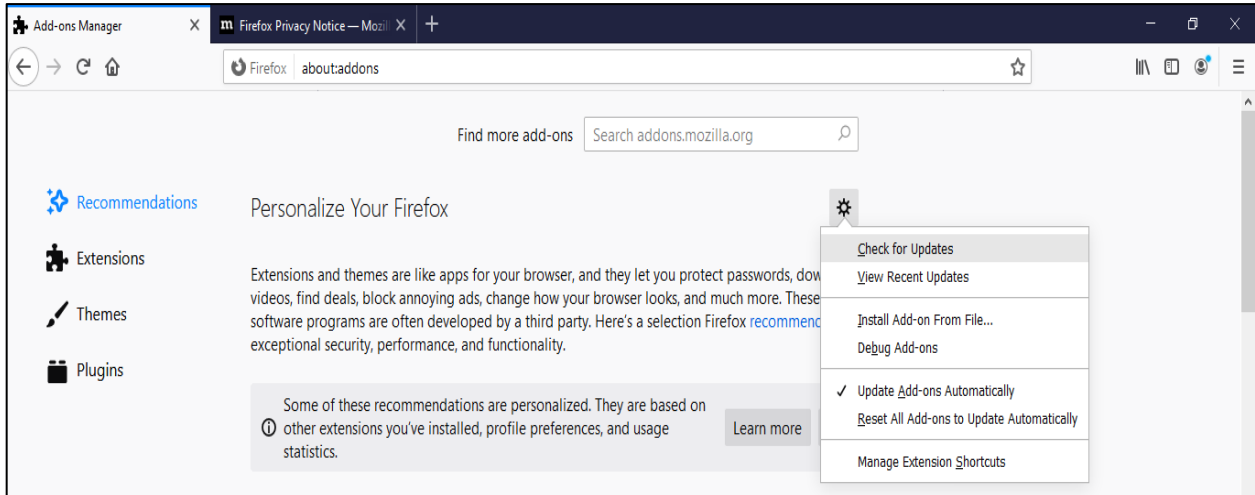 Add-ons Manager
m Firefox Privacy Notice — Mozil
Firefox about:addons
Find more add-ons Search addons.mozilla.org
Recommendations
Extensions
Themes
Plugins
Personalize Your Firefox
Extensions and themes are like apps for your browser, and they let you protect passwords, dow
videos, find deals, block annoying ads, change how your browser looks, and much more. These
software programs are often developed by a third party. Here's a selection Firefox recommend
exceptional security, performance, and functionality.
Some of these recommendations are personalized. They are based on
other extensions you've installed, profile preferences, and usage
statistics.
Learn more
Check for Updates
View Recent Updates
Install Add-on From File...
Debug Add-ons
Update Add-ons Automatically
Reset All Add-ons to Update Automatically
Manage Extension Shortcuts